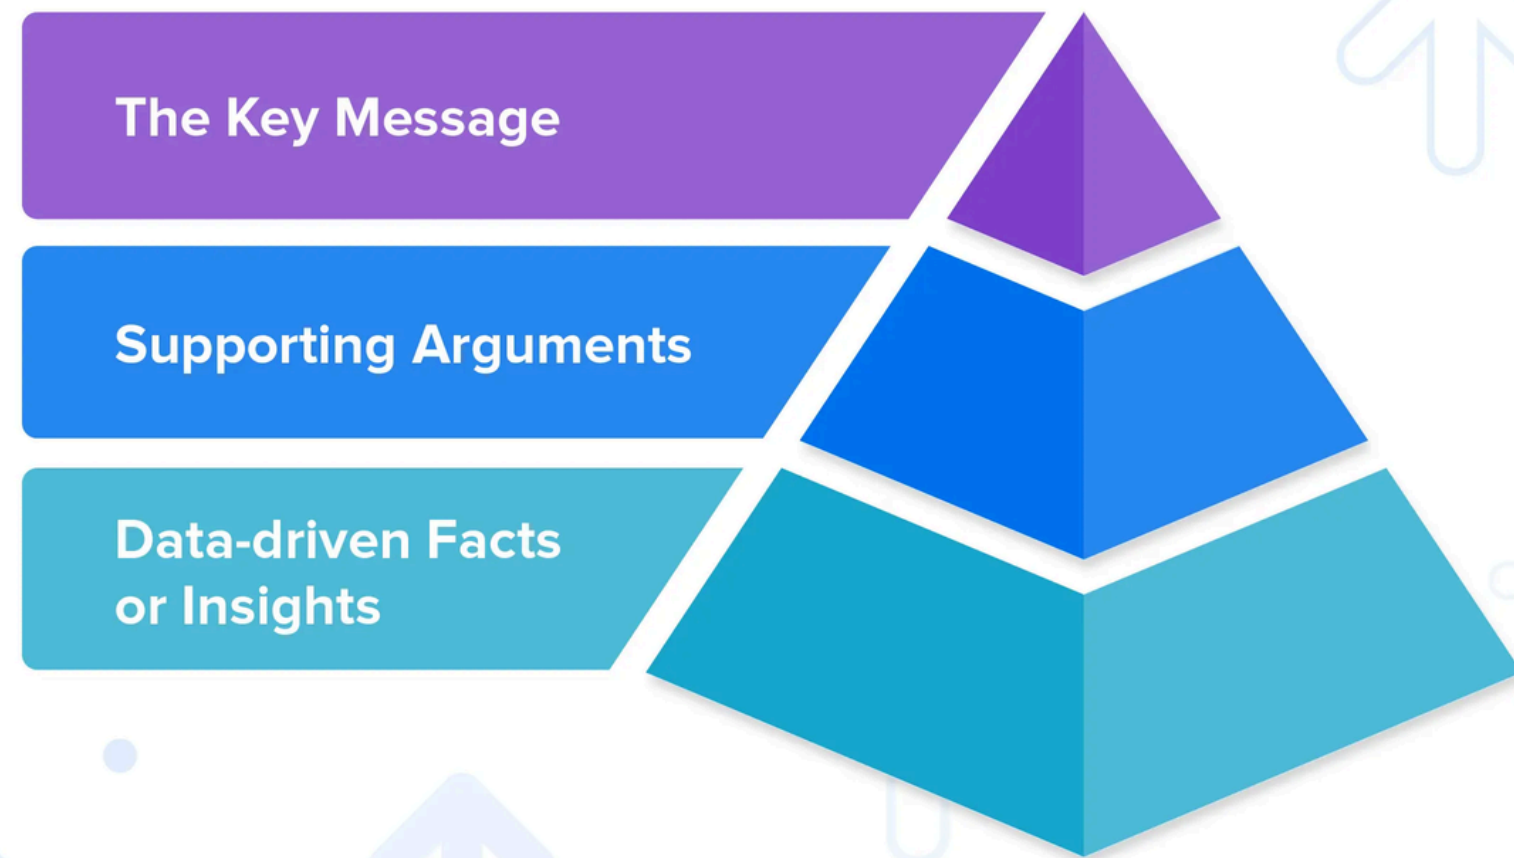 The Key Message
Supporting Arguments
Data-driven Facts
or Insights